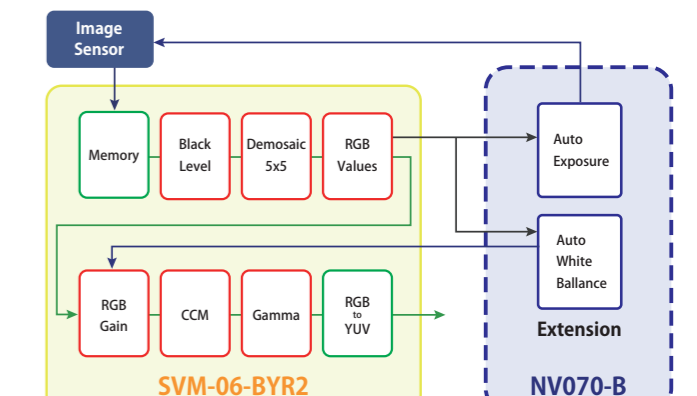 Image
Sensor
Memory
Black
Level
Demosaic
5x5
RGB
Values
Auto
Exposure
Auto
White
Ballance
RGB
Gain
CCM
Gamma
RGB
to
YUV
Extension
SVM-06-BYR2
NV070-B